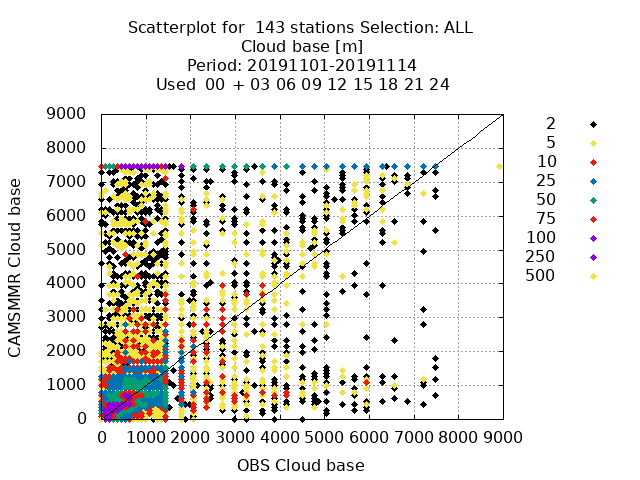 Scatterplot for  143 stations Selection: ALL
Cloud base [m]
Period: 20191101-20191114
Used  00 + 03 06 09 12 15 18 21 24
9000
8000
7000
6000
5000
4000
3000
2000
1000
0
CAMSIMMR Cloud base
0 1000 2000 3000 4000 5000 6000 7000 8000 9000
OBS Cloud base
2
5
10
25
50
75
100
250
500